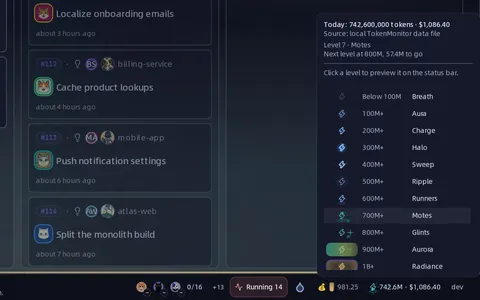 Localize onboarding emails
about 3 hours ago
#112 · BS billing-service
Cache product lookups
about 4 hours ago
#113 · MA mobile-app
Push notification settings
about 6 hours ago
#114 · AW atlas-web
Split the monolith build
about 7 hours ago
Today: 742,600,000 tokens · $1,086.40
Source: local TokenMonitor data file
Level 7 · Motes
Next level at 800M, 57.4M to go
Click a level to preview it on the status bar.
Below 100M Breath
100M+ Aura
200M+ Charge
300M+ Halo
400M+ Sweep
500M+ Ripple
600M+ Runners
700M+ Motes
800M+ Glints
900M+ Aurora
1B+ Radiance
0/16 +13 Running 14 981.25 742.6M · $1,086.40 dev